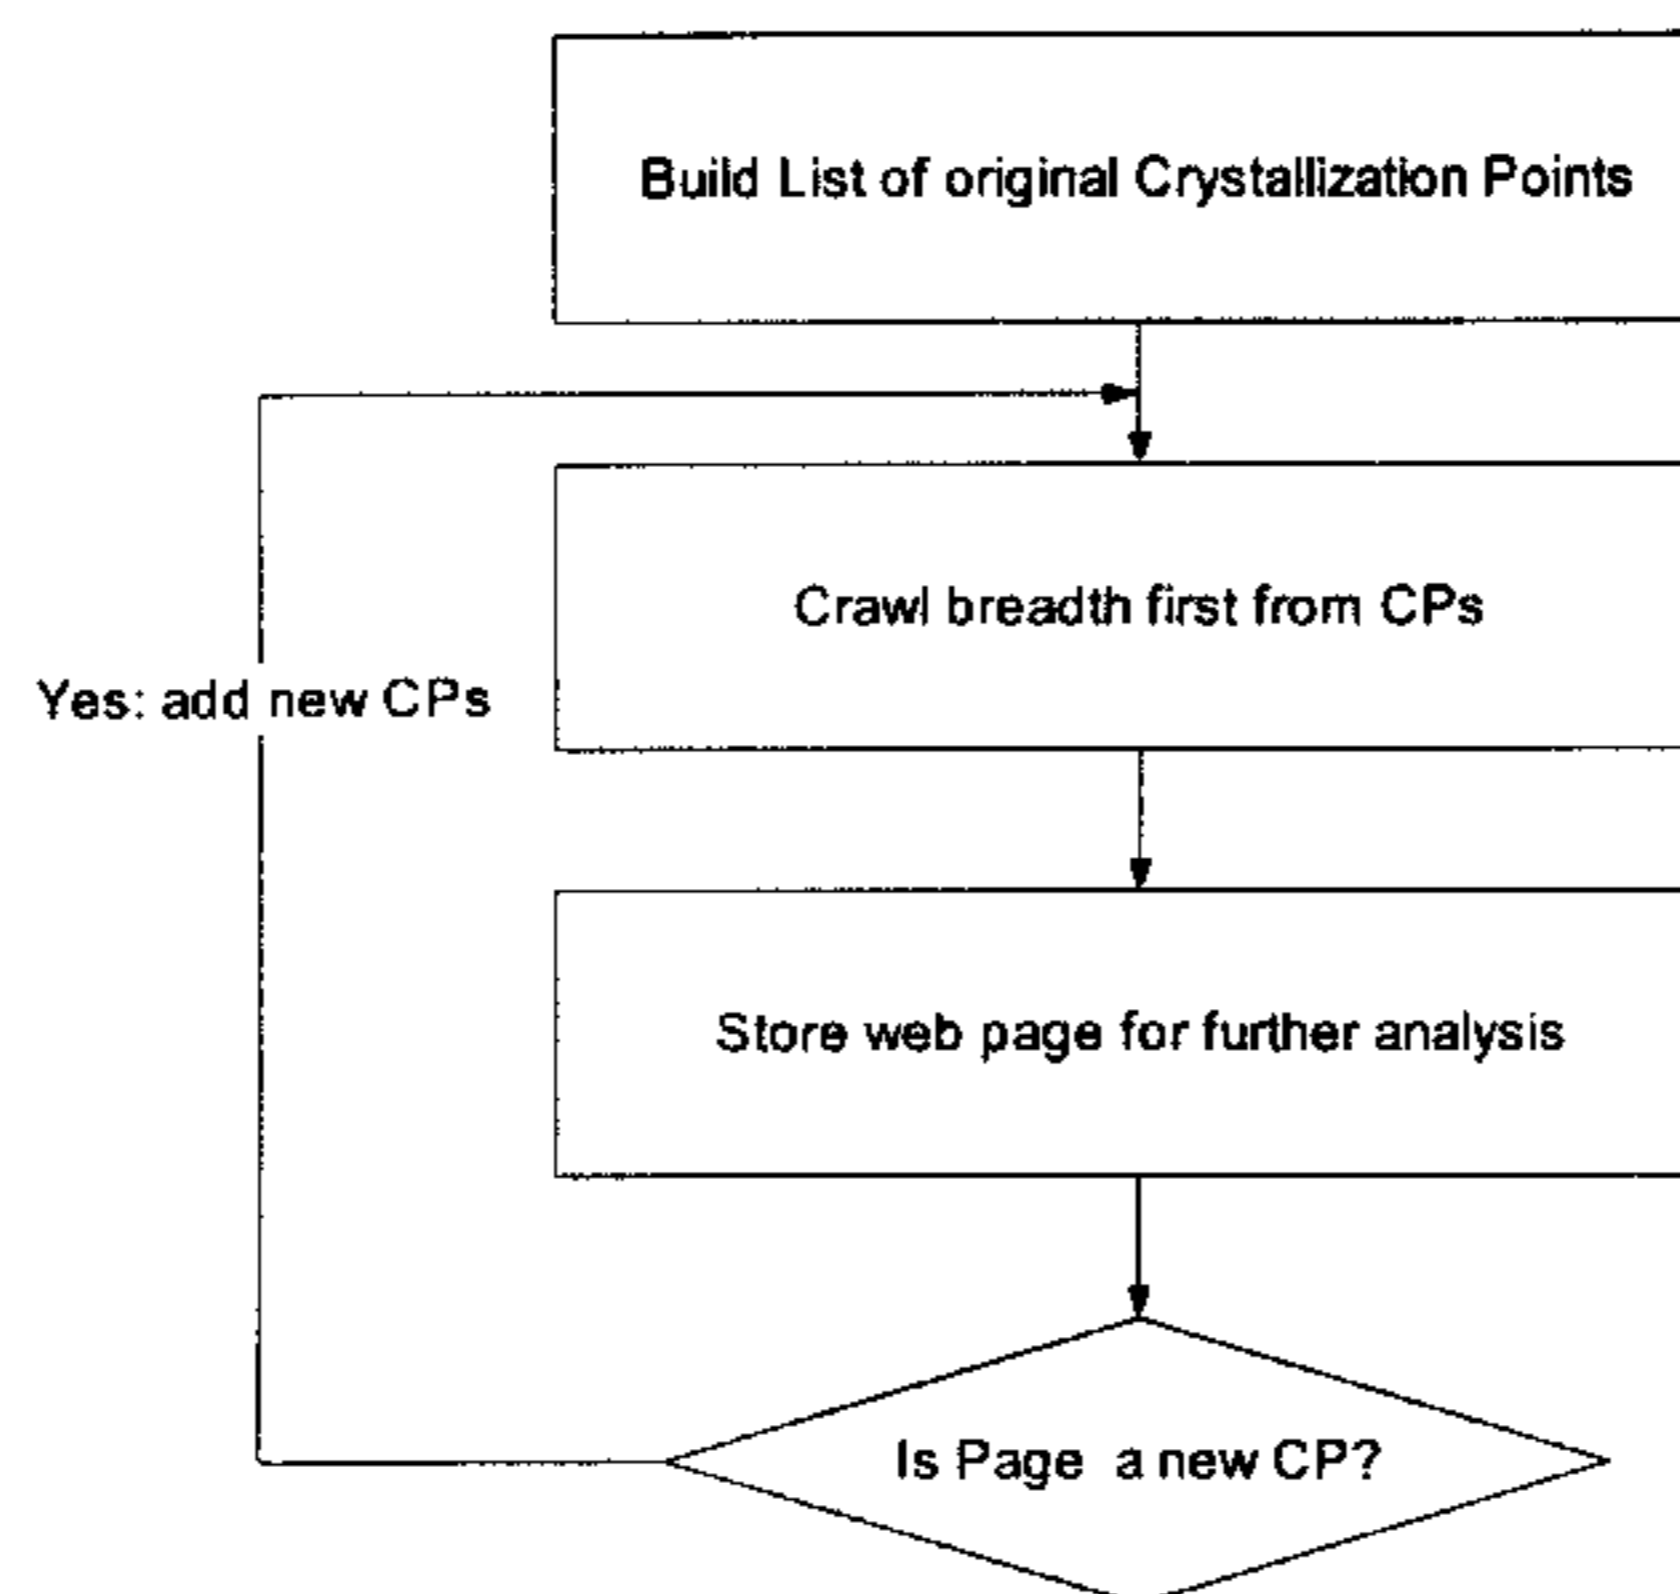 Build List of original Crystallization Points
Crawl breadth first from CPs
Yes: add new CPs
Store web page for further analysis
Is Page a new CP?